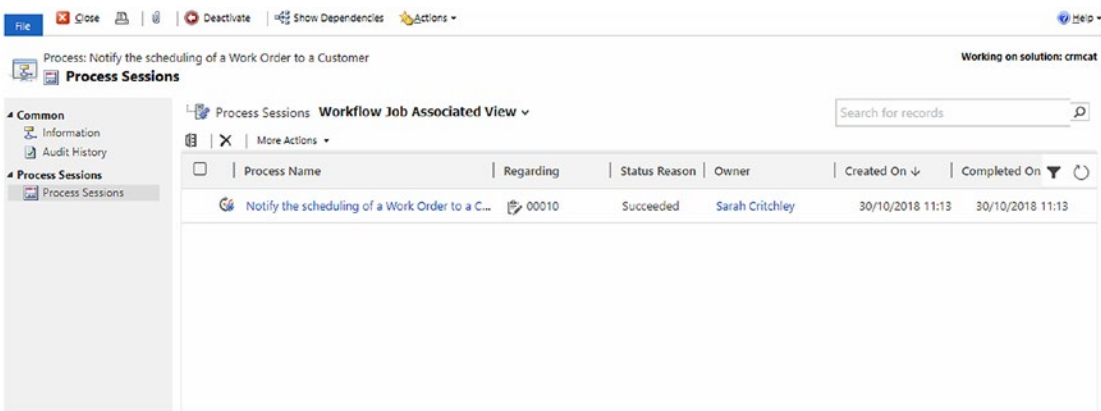 File
Close
Deactivate
Show Dependencies
Actions
Help
Process: Notify the scheduling of a Work Order to a Customer
Process Sessions
Working on solution: crmcat
Common
Information
Audit History
Process Sessions
Process Sessions
Process Sessions Workflow Job Associated View
Search for records
More Actions
Process Name Regarding Status Reason Owner Created On ↓ Completed On
Notify the scheduling of a Work Order to a C... 00010 Succeeded Sarah Critchley 30/10/2018 11:13 30/10/2018 11:13